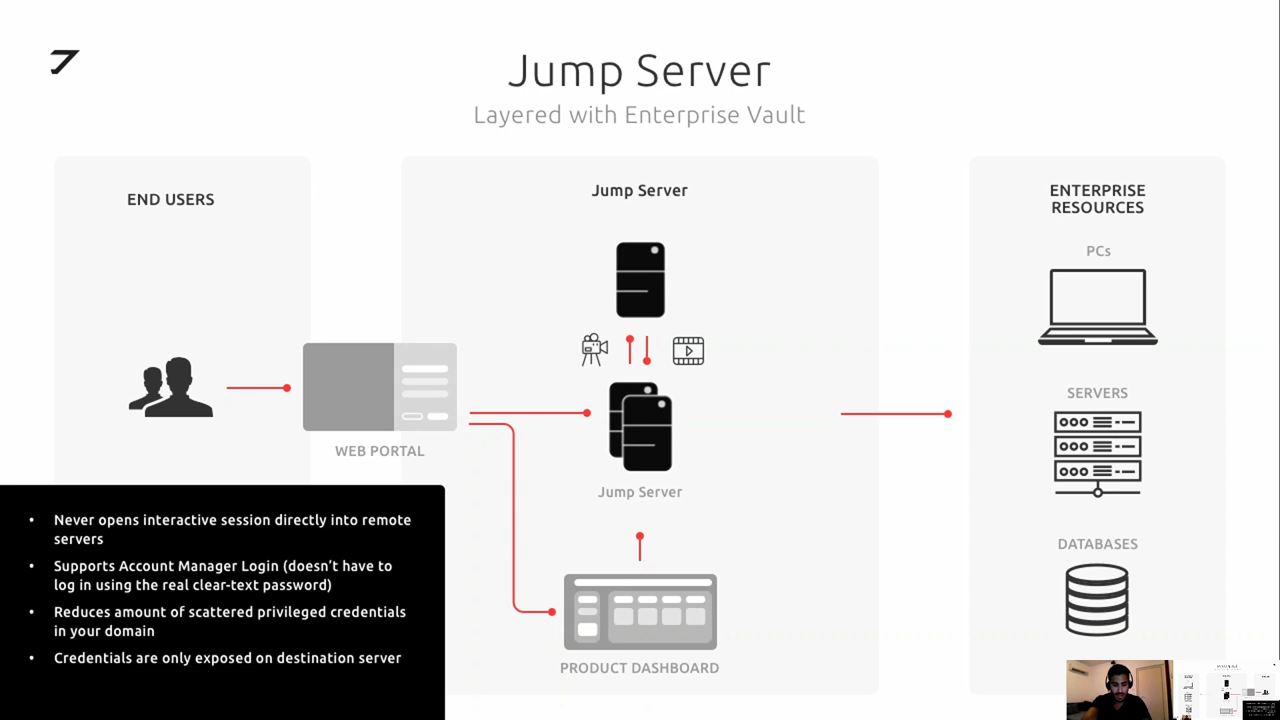 Jump Server
Layered with Enterprise Vault
END USERS
WEB PORTAL
Jump Server
Jump Server
PRODUCT DASHBOARD
ENTERPRISE
RESOURCES
PCs
SERVERS
DATABASES
• Never opens interactive session directly into remote
servers
• Supports Account Manager Login (doesn't have to
log in using the real clear-text password)
• Reduces amount of scattered privileged credentials
in your domain
• Credentials are only exposed on destination server